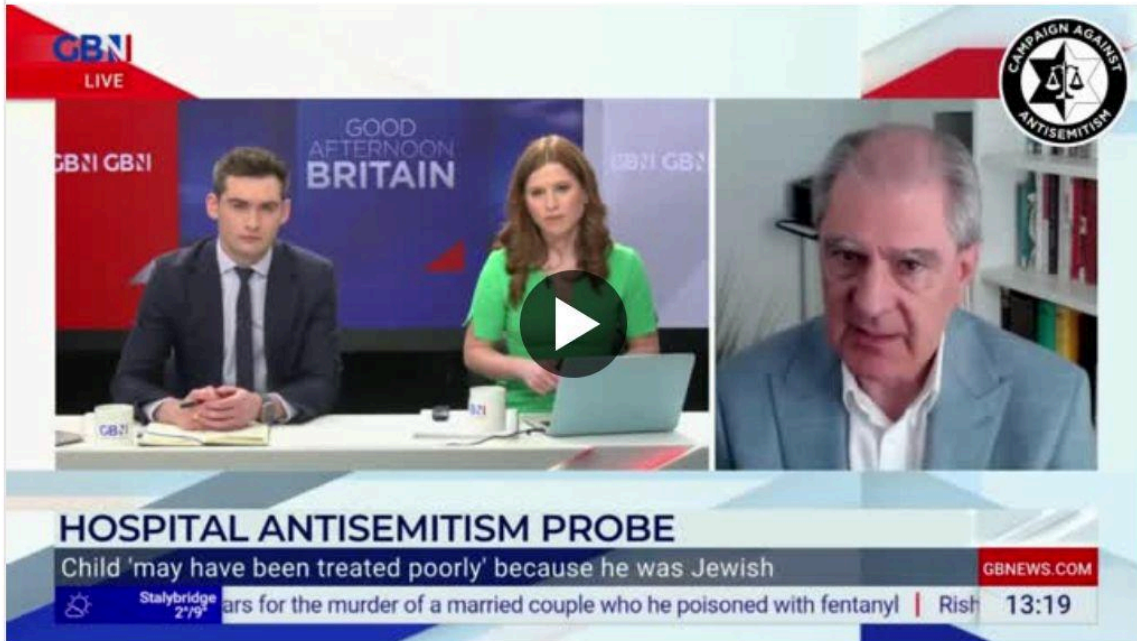 GBN
LIVE
CAMPAIGN AGAINST
ANTISEMITISM
GBN GBN
GOOD
AFTERNOON
BRITAIN
GBN GBN
GBN
HOSPITAL ANTISEMITISM PROBE
Child 'may have been treated poorly' because he was Jewish
GBNEWS.COM
Stalybridge
2°/9°
ars for the murder of a married couple who he poisoned with fentanyl | Rish
13:19